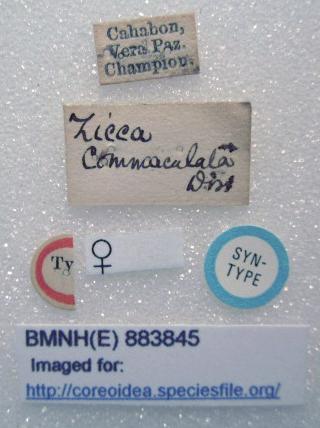 Cahabon,
Vera Paz.
Champion.
Zicca
Commaculata
Dist
Ty
♀
SYN-
TYPE
BMNH(E) 883845
Imaged for:
http://coreoidea.speciesfile.org/